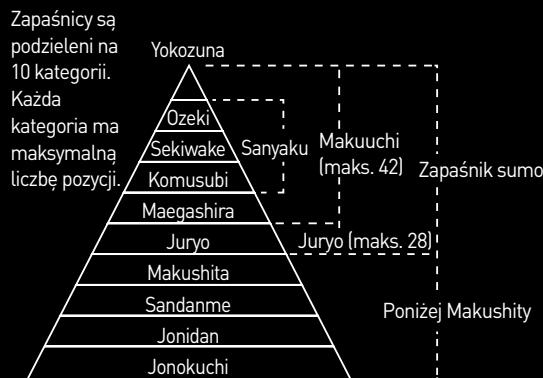 Zapaśnicy są
podzieleni na
10 kategorii.
Każda
kategoria ma
maksymalną
liczbę pozycji.
Yokozuna
Ozeki
Sekiwake
Komusubi
Maegashira
Juryo
Makushita
Sandanme
Jonidan
Jonokuchi
Sanyaku
Makuuchi
(maks. 42)
Juryo (maks. 28)
Zapaśnik sumo
Poniżej Makushity